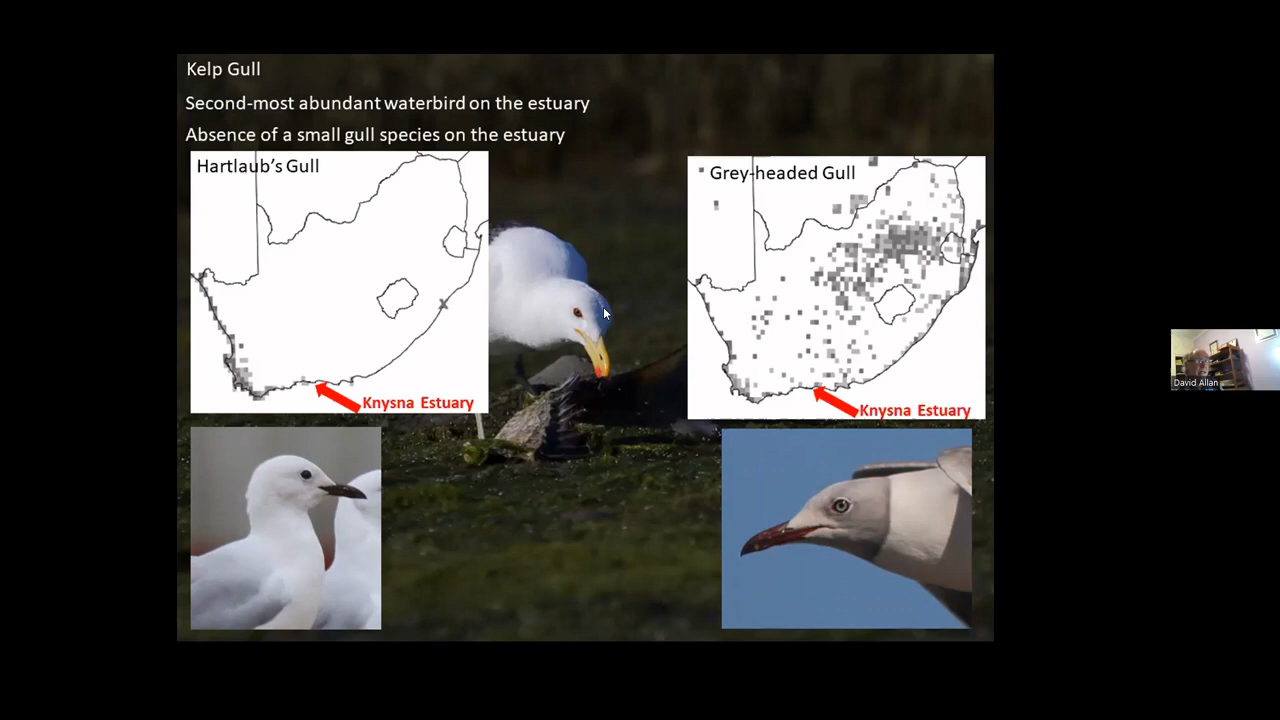 Kelp Gull
Second-most abundant waterbird on the estuary
Absence of a small gull species on the estuary
Hartlaub's Gull
Knysna Estuary
Grey-headed Gull
Knysna Estuary
David Allan